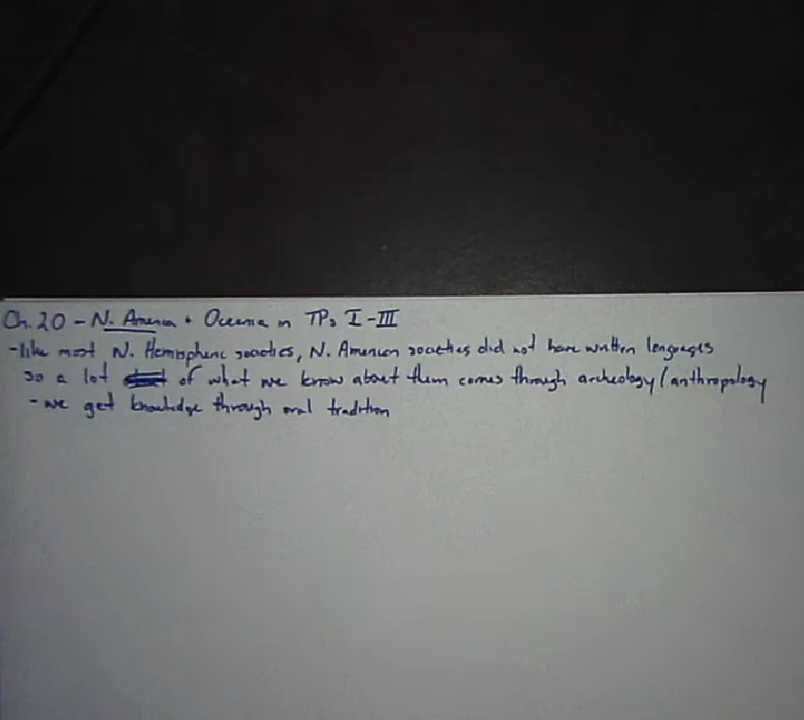 Ch. 20 - N. America + Oceania in TPs I-III
-like most N. Hemispheric societies, N. American societies did not have written languages
so a lot of what we know about them comes through archeology/anthropology
- we get knowledge through oral tradition